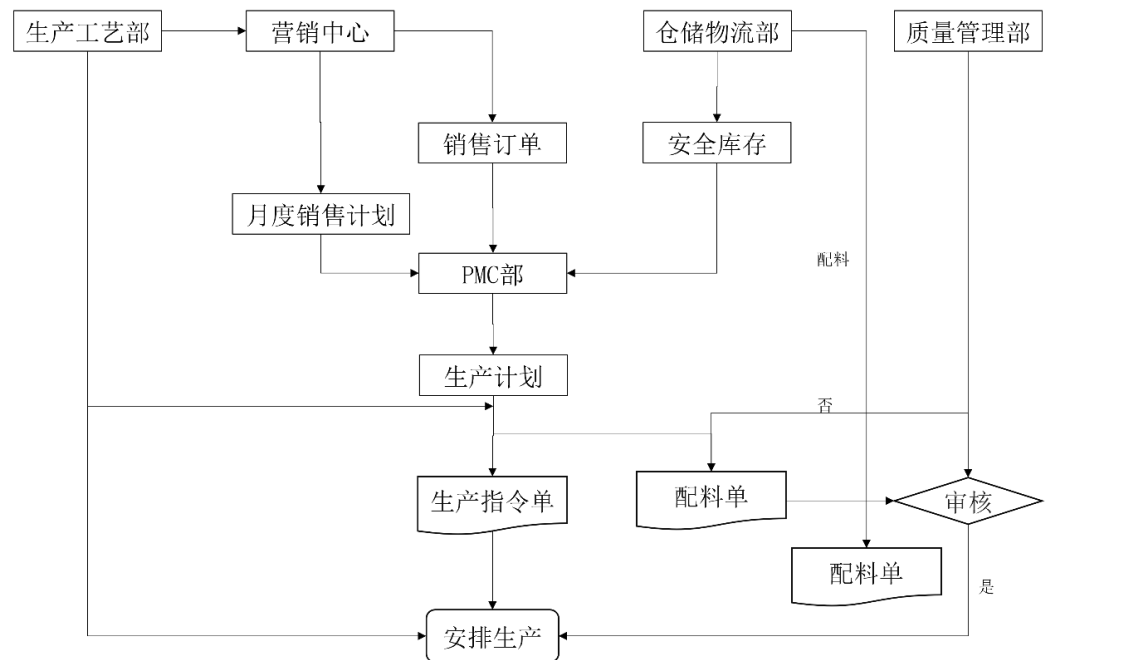 生产工艺部
营销中心
仓储物流部
质量管理部
销售订单
安全库存
月度销售计划
配料
PMC部
生产计划
否
生产指令单
配料单
审核
配料单
是
安排生产